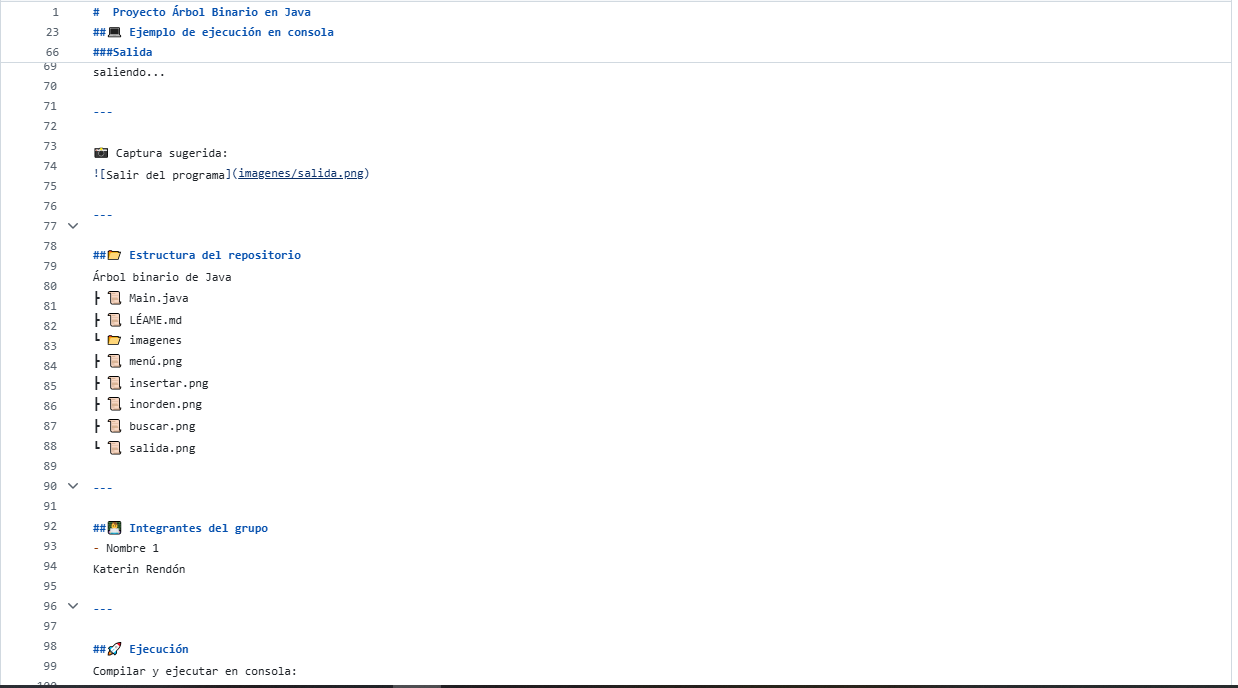 1 #  Proyecto Árbol Binario en Java
23 ##💻 Ejemplo de ejecución en consola
66 ###Salida
69 saliendo...
70
71 ---
72
73 📸 Captura sugerida:
74 ![Salir del programa](imagenes/salida.png)
75
76 ---
77
78 ##📂 Estructura del repositorio
79 Árbol binario de Java
80 ┣ 📜 Main.java
81 ┣ 📜 LÉAME.md
82 ┗ 📂 imagenes
83 ┣ 📜 menú.png
84 ┣ 📜 insertar.png
85 ┣ 📜 inorden.png
86 ┣ 📜 buscar.png
87 ┗ 📜 salida.png
88
89
90 ---
91
92 ##👩‍💻 Integrantes del grupo
93 - Nombre 1
94 Katerin Rendón
95
96 ---
97
98 ##🚀 Ejecución
99 Compilar y ejecutar en consola:
100